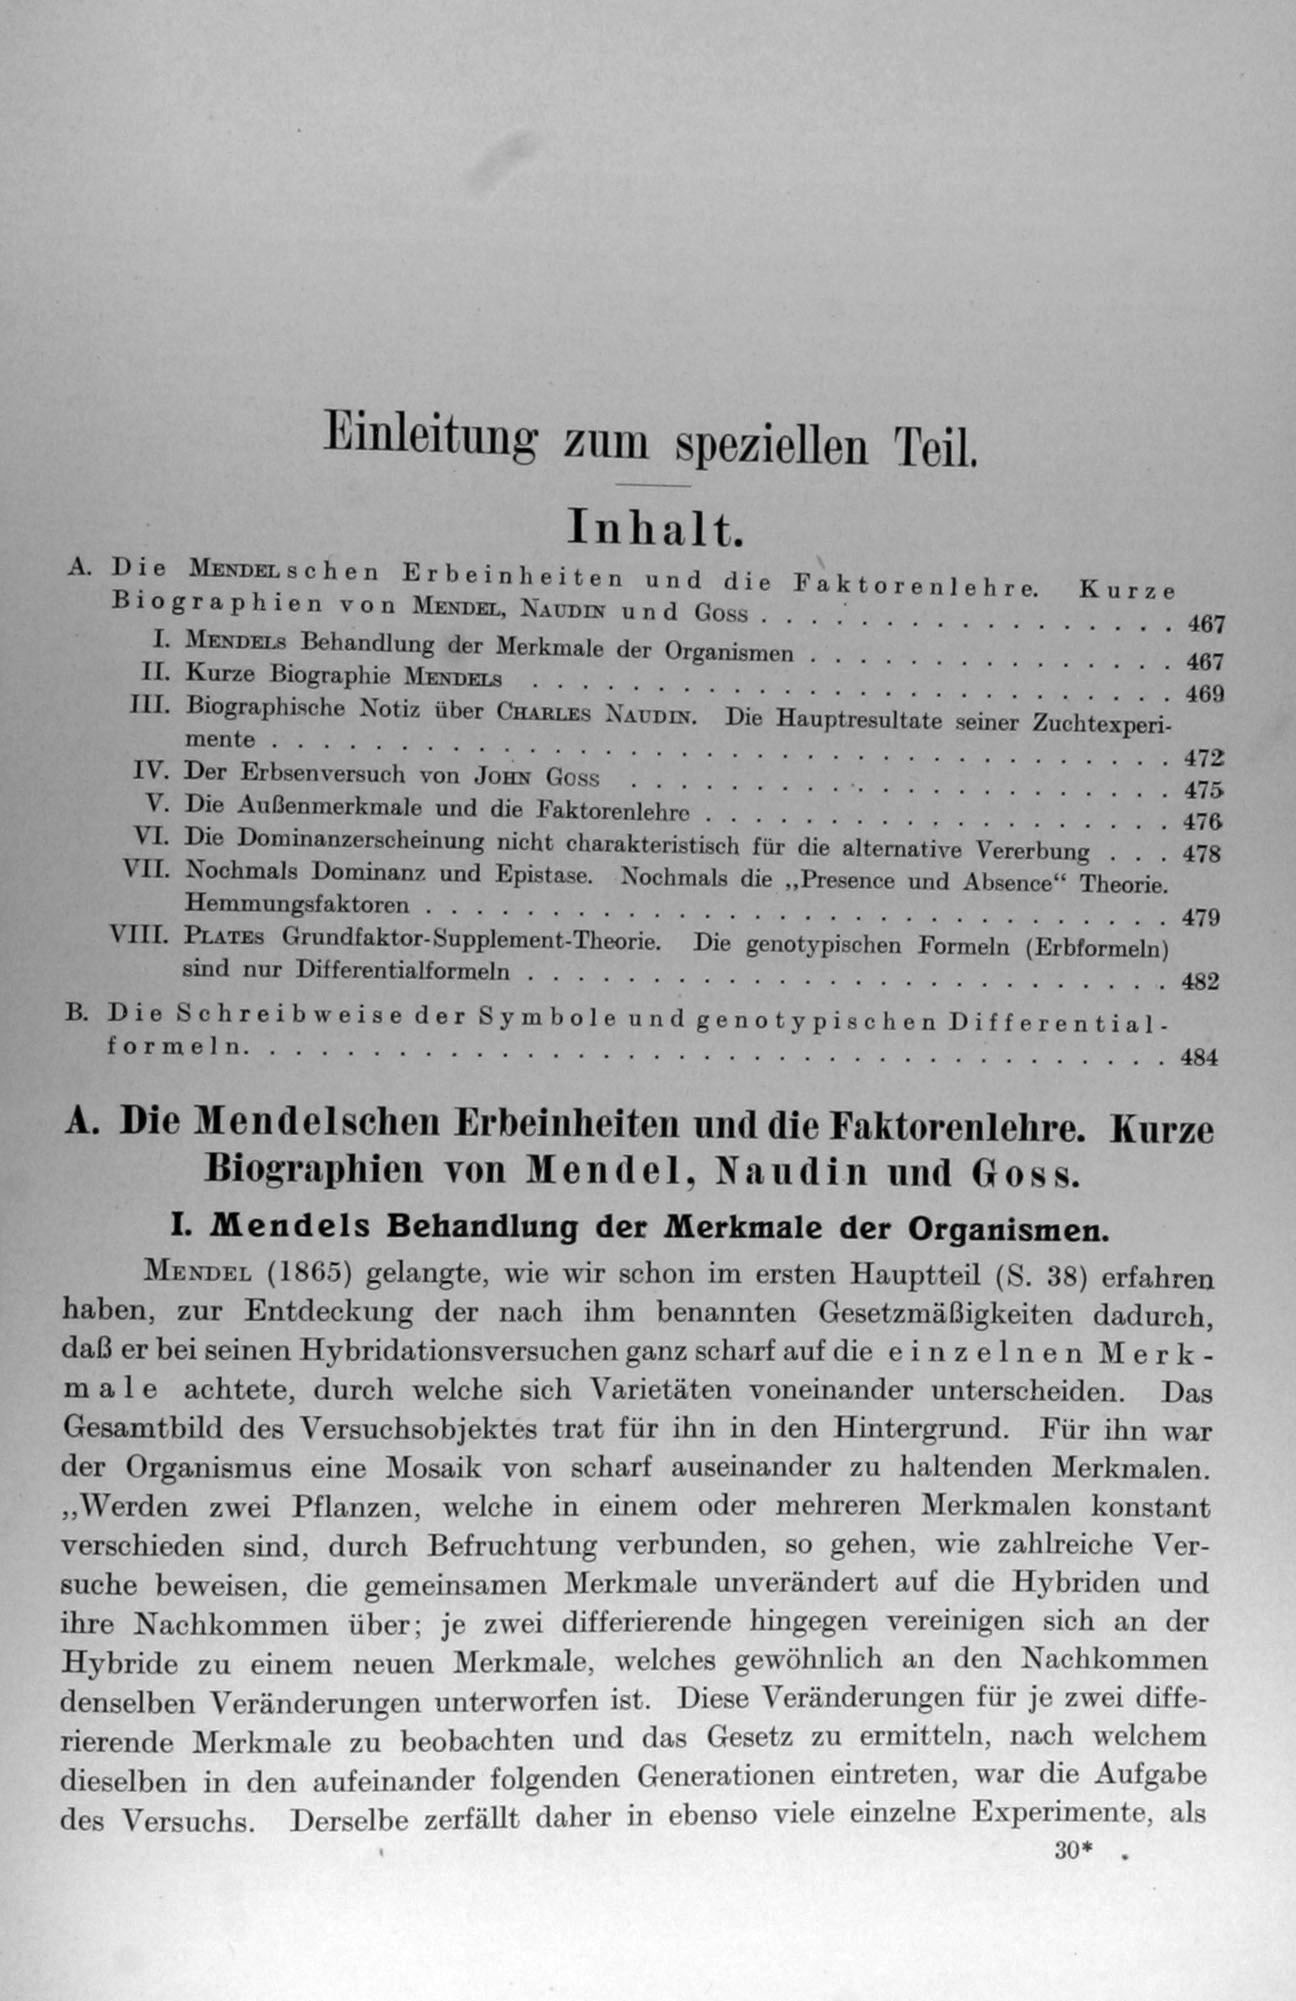 Einleitung zum speziellen Teil.
Inhalt.
A. Die MENDELschen Erbeinheiten und die Faktorenlehre. Kurze
Biographien von MENDEL, NAUDIN und GOSS . . . . . . . . . . . . . . . . . 467
I. MENDELS Behandlung der Merkmale der Organismen . . . . . . . . . . . . . . . 467
II. Kurze Biographie MENDELS . . . . . . . . . . . . . . . . . . . . . . . . . 469
III. Biographische Notiz über CHARLES NAUDIN. Die Hauptresultate seiner Zuchtexperi-
mente . . . . . . . . . . . . . . . . . . . . . . . . . . . . . . . . . . . 472
IV. Der Erbsenversuch von JOHN GOSS . . . . . . . . . . . . . . . . . . . . . 475
V. Die Außenmerkmale und die Faktorenlehre . . . . . . . . . . . . . . . . . . 476
VI. Die Dominanzerscheinung nicht charakteristisch für die alternative Vererbung . . . 478
VII. Nochmals Dominanz und Epistase. Nochmals die „Presence und Absence“ Theorie.
Hemmungsfaktoren . . . . . . . . . . . . . . . . . . . . . . . . . . . . . 479
VIII. PLATES Grundfaktor-Supplement-Theorie. Die genotypischen Formeln (Erbformeln)
sind nur Differentialformeln . . . . . . . . . . . . . . . . . . . . . . . . . 482
B. Die Schreibweise der Symbole und genotypischen Differential-
formeln. . . . . . . . . . . . . . . . . . . . . . . . . . . . . . . . . . . . 484
A. Die Mendelschen Erbeinheiten und die Faktorenlehre. Kurze
Biographien von Mendel, Naudin und Goss.
I. Mendels Behandlung der Merkmale der Organismen.
MENDEL (1865) gelangte, wie wir schon im ersten Hauptteil (S. 38) erfahren
haben, zur Entdeckung der nach ihm benannten Gesetzmäßigkeiten dadurch,
daß er bei seinen Hybridationsversuchen ganz scharf auf die einzelnen Merk-
male achtete, durch welche sich Varietäten voneinander unterscheiden. Das
Gesamtbild des Versuchsobjektes trat für ihn in den Hintergrund. Für ihn war
der Organismus eine Mosaik von scharf auseinander zu haltenden Merkmalen.
„Werden zwei Pflanzen, welche in einem oder mehreren Merkmalen konstant
verschieden sind, durch Befruchtung verbunden, so gehen, wie zahlreiche Ver-
suche beweisen, die gemeinsamen Merkmale unverändert auf die Hybriden und
ihre Nachkommen über; je zwei differierende hingegen vereinigen sich an der
Hybride zu einem neuen Merkmale, welches gewöhnlich an den Nachkommen
denselben Veränderungen unterworfen ist. Diese Veränderungen für je zwei diffe-
rierende Merkmale zu beobachten und das Gesetz zu ermitteln, nach welchem
dieselben in den aufeinander folgenden Generationen eintreten, war die Aufgabe
des Versuchs. Derselbe zerfällt daher in ebenso viele einzelne Experimente, als
30*